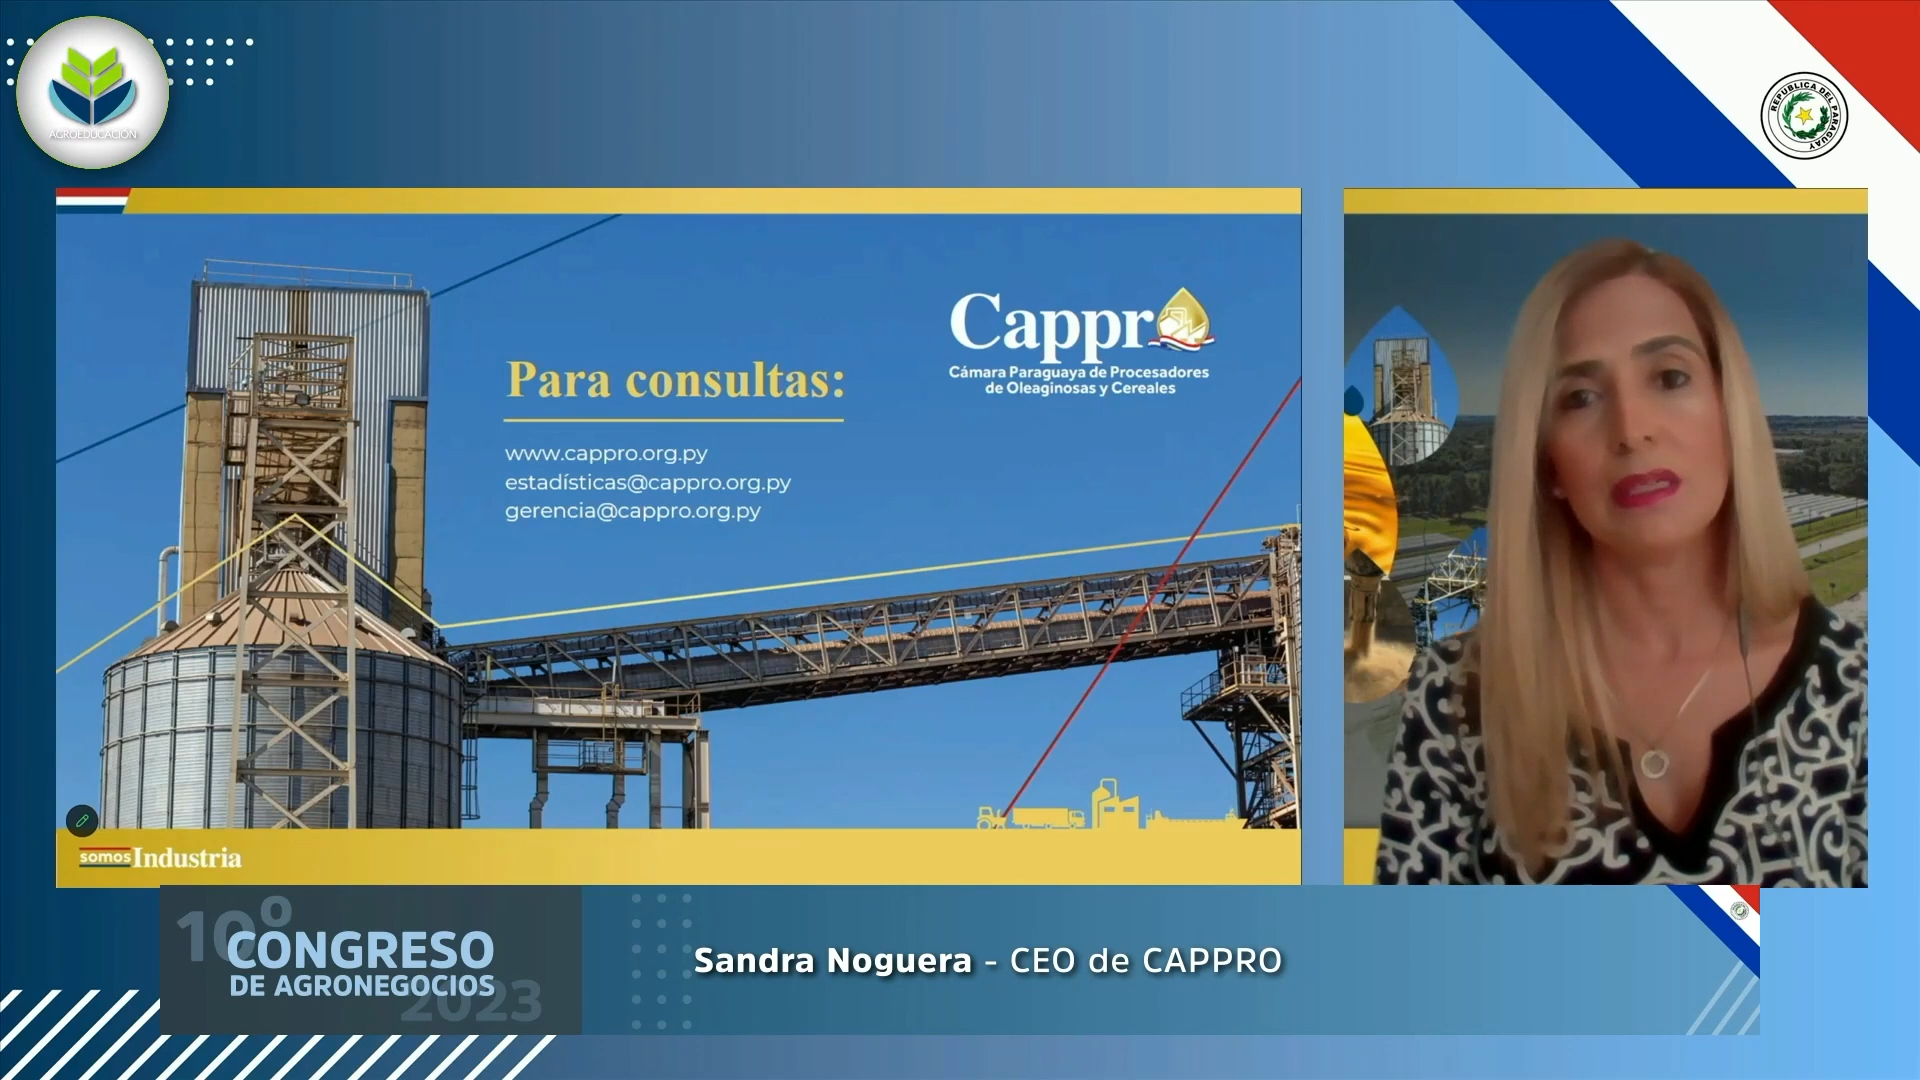 AGROEDUCACIÓN
REPUBLICA DEL PARAGUAY
Cappro
Cámara Paraguaya de Procesadores
de Oleaginosas y Cereales
Para consultas:
www.cappro.org.py
estadísticas@cappro.org.py
gerencia@cappro.org.py
somos Industria
10º
CONGRESO
DE AGRONEGOCIOS
2023
Sandra Noguera - CEO de CAPPRO